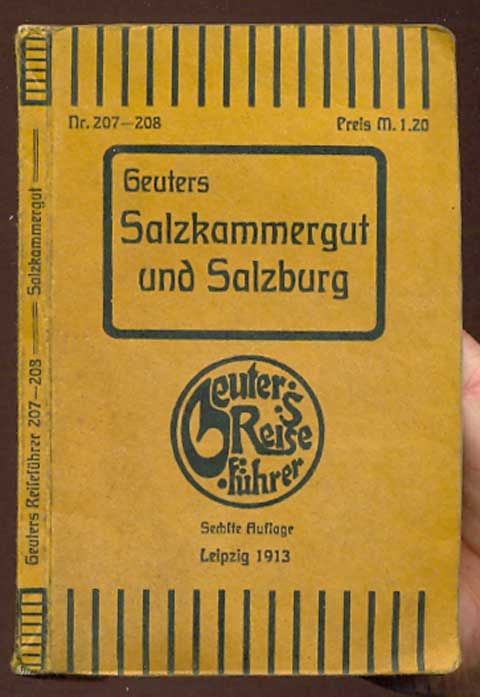 Nr. 207–208
Preis M. 1.20
Geuters
Salzkammergut
und Salzburg
Geuter's
Reise
führer
Sechste Auflage
Leipzig 1913
Geuters Reiseführer 207–208 — Salzkammergut